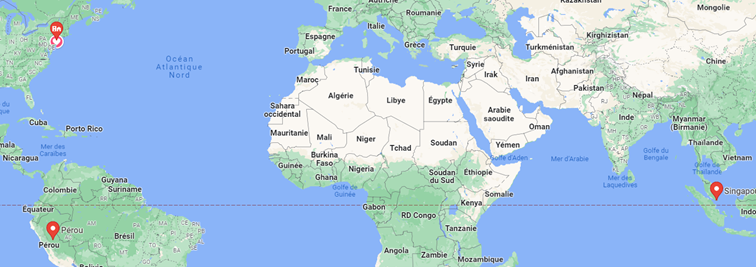 Kazakhstan
Mongolie
France
Autriche
Roumanie
Italie
Espagne
Portugal
Grèce
Turquie
Kirghizistan
Turkménistan
Océan
Atlantique
Nord
Tunisie
Syrie
Irak
Iran
Afghanistan
Chine
Maroc
Pakistan
Algérie
Libye
Égypte
Népal
Sahara
occidental
Arabie
saoudite
Inde
Myanmar
(Birmanie)
Cuba
Porto Rico
Oman
Mauritanie
Mali
Niger
Tchad
Soudan
Yémen
Thaïlande
Mer des
Caraïbes
Nicaragua
Burkina
Faso
Golfe d'Aden
Mer d'Arabie
Golfe du
Bengale
Vietnam
Guinée
Ghana
Nigeria
Soudan
du Sud
Éthiopie
Golfe de
Thaïlande
Guyana
Suriname
Colombie
Golfe de
Guinée
Somalie
Mer des
Laquedives
Singapour
Équateur
Gabon
RD Congo
Kenya
Indo
Pérou
Pérou
Brésil
Tanzanie
Angola
Zambie
Mozambique
Bolivie